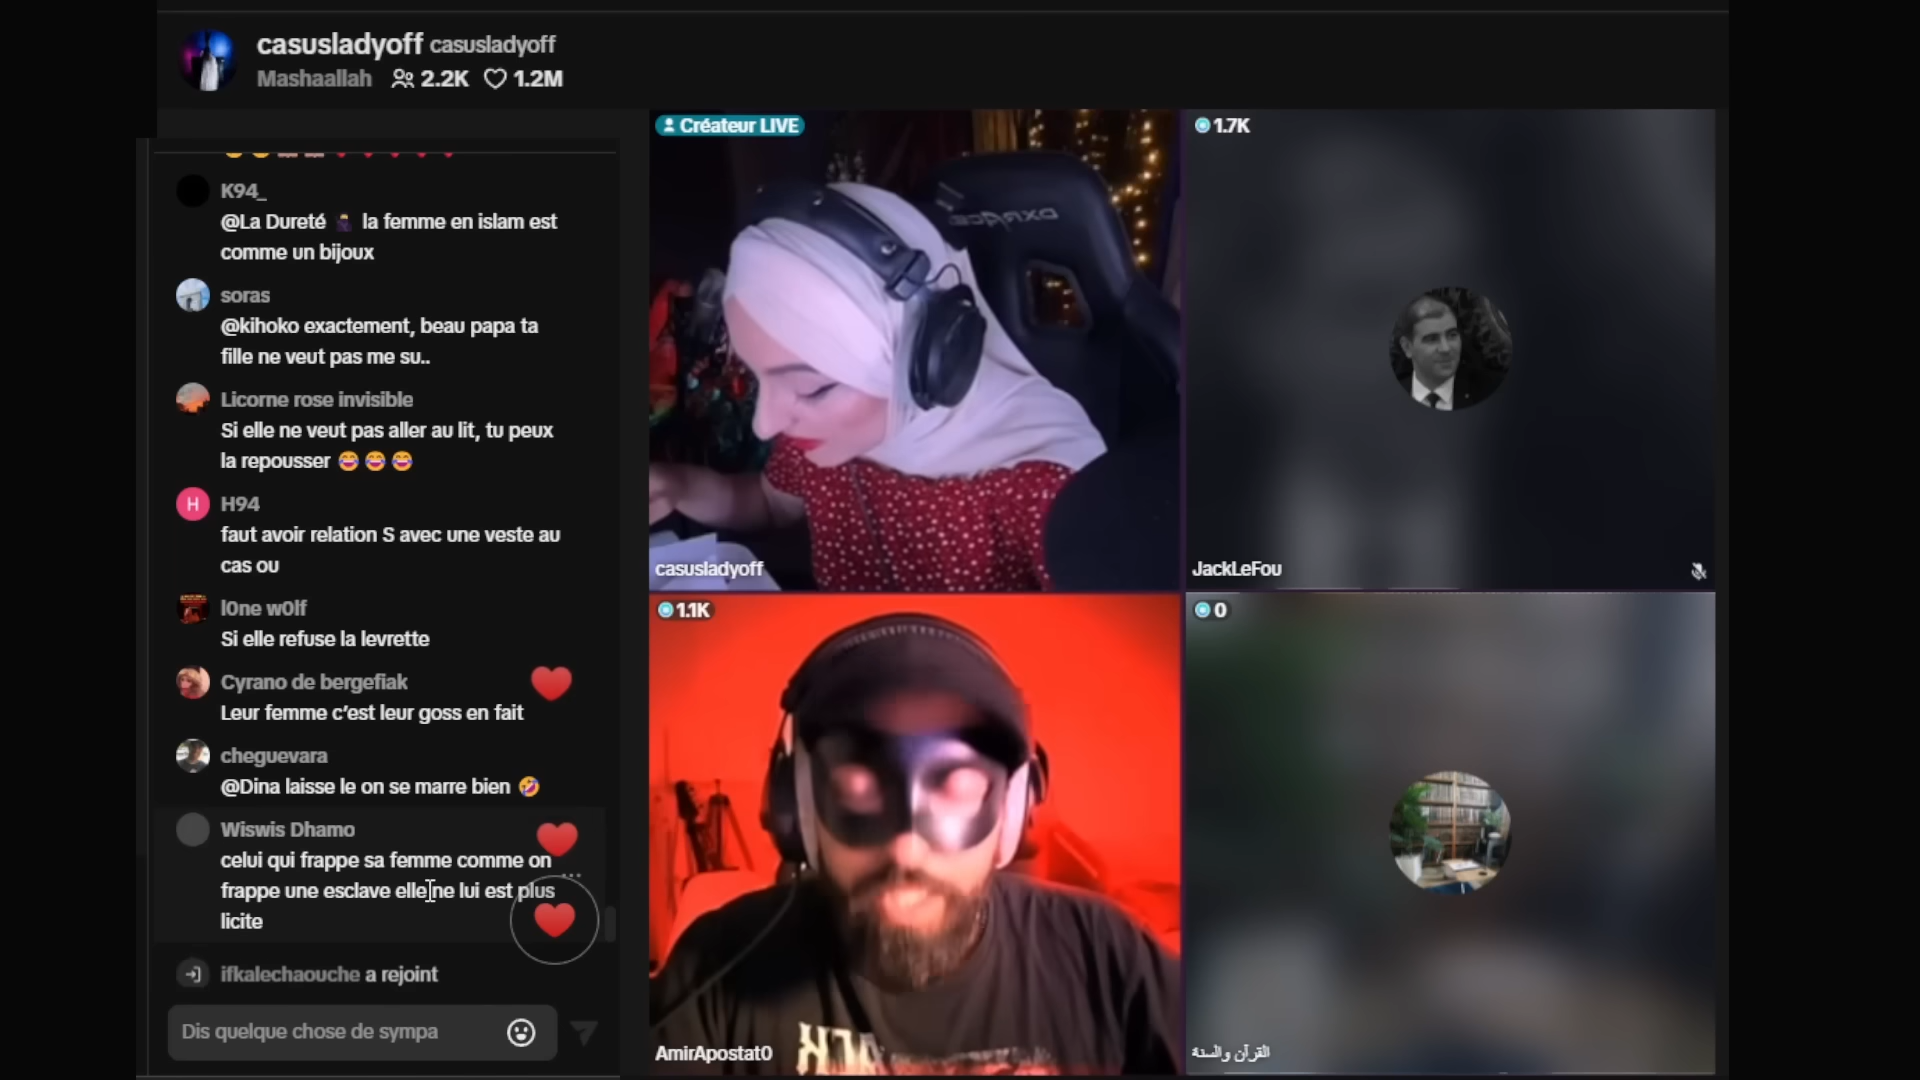 casusladyoff casusladyoff
Mashaallah 2.2K 1.2M
K94_
@La Dureté la femme en islam est
comme un bijoux
soras
@kihoko exactement, beau papa ta
fille ne veut pas me su..
Licorne rose invisible
Si elle ne veut pas aller au lit, tu peux
la repousser 😂 😂 😂
H
H94
faut avoir relation S avec une veste au
cas ou
l0ne w0lf
Si elle refuse la levrette
Cyrano de bergefiak
Leur femme c'est leur goss en fait
cheguevara
@Dina laisse le on se marre bien 🤣
Wiswis Dhamo
celui qui frappe sa femme comme on
frappe une esclave elle ne lui est plus
licite
ifkalechaouche a rejoint
Dis quelque chose de sympa
Créateur LIVE
DXRACE
casusladyoff
1.7K
JackLeFou
1.1K
AmirApostat0
0
القرآن والسنة